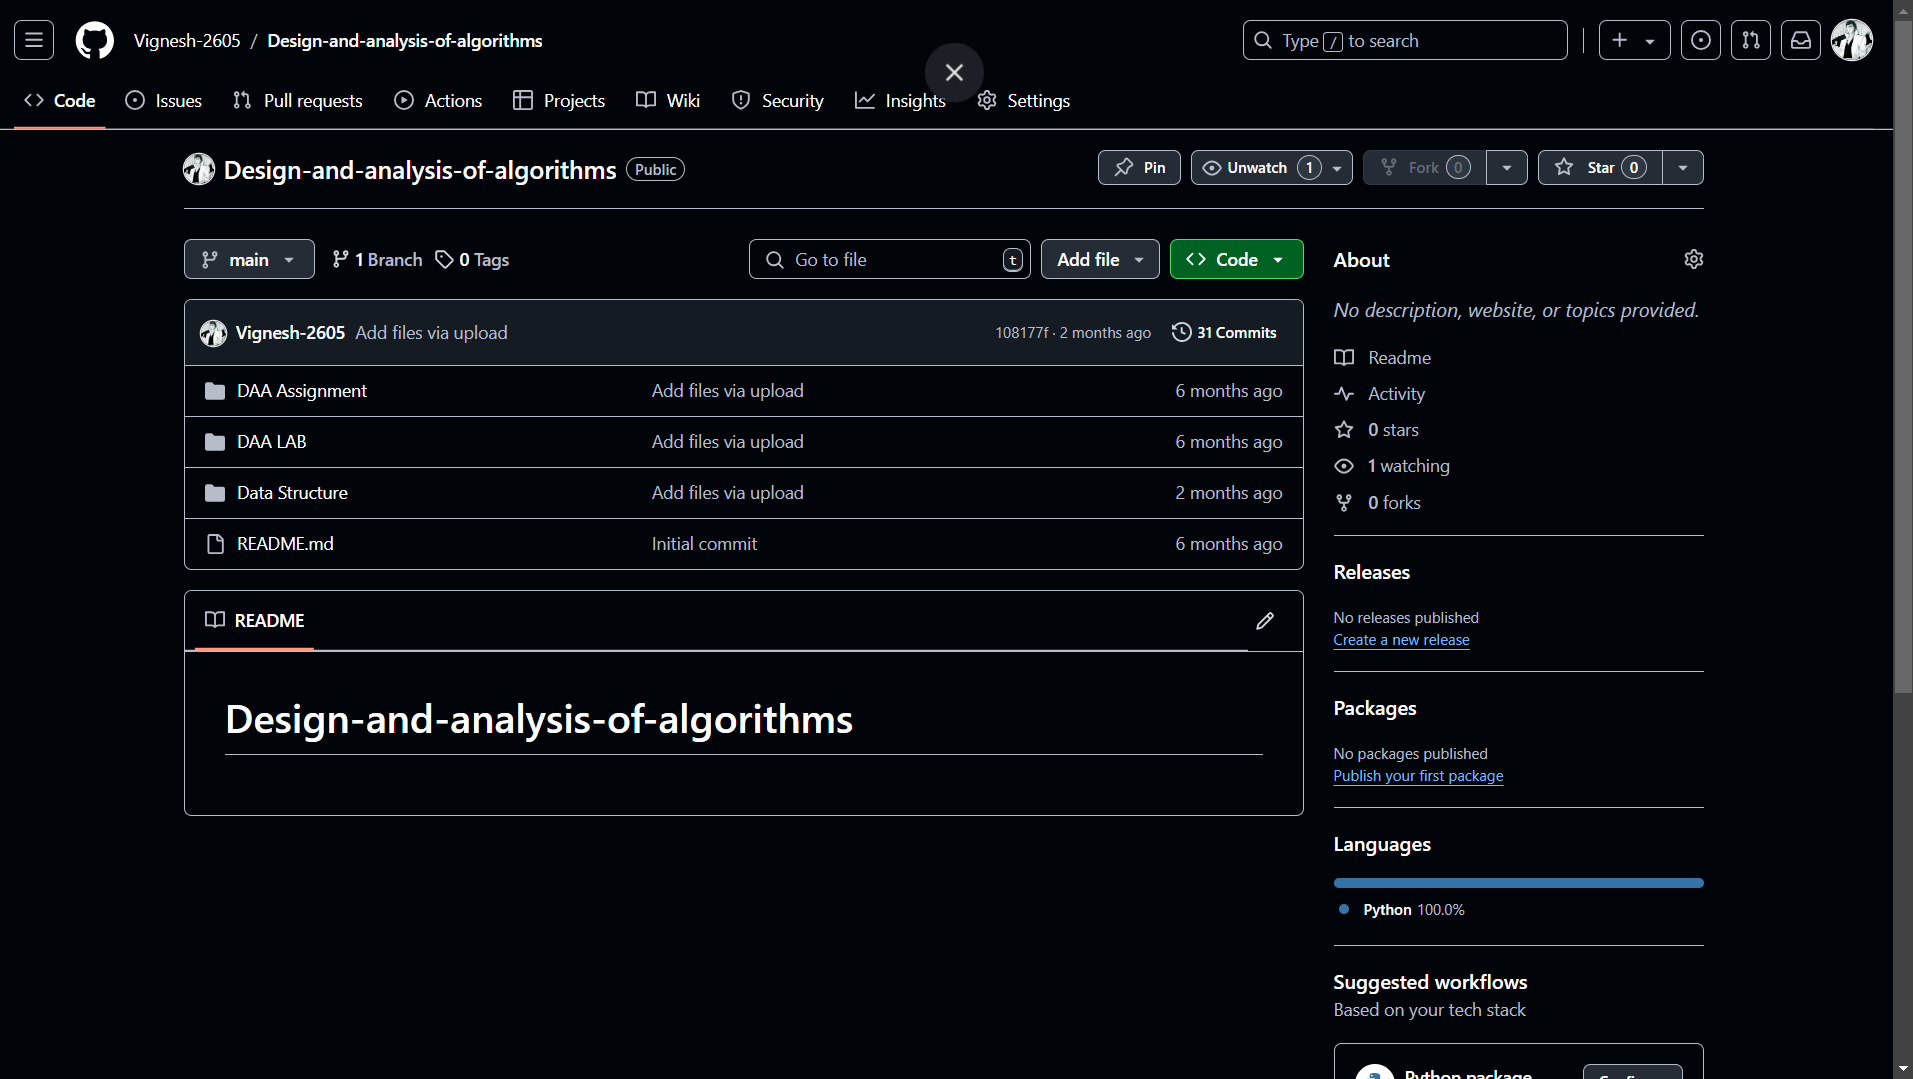 Vignesh-2605 / Design-and-analysis-of-algorithms
Type / to search
Code Issues Pull requests Actions Projects Wiki Security Insights Settings
Design-and-analysis-of-algorithms Public
Pin Unwatch 1 Fork 0 Star 0
main 1 Branch 0 Tags Go to file t Add file Code
Vignesh-2605 Add files via upload 108177f · 2 months ago 31 Commits
DAA Assignment Add files via upload 6 months ago
DAA LAB Add files via upload 6 months ago
Data Structure Add files via upload 2 months ago
README.md Initial commit 6 months ago
README
Design-and-analysis-of-algorithms
About
No description, website, or topics provided.
Readme
Activity
0 stars
1 watching
0 forks
Releases
No releases published
Create a new release
Packages
No packages published
Publish your first package
Languages
Python 100.0%
Suggested workflows
Based on your tech stack
Python package